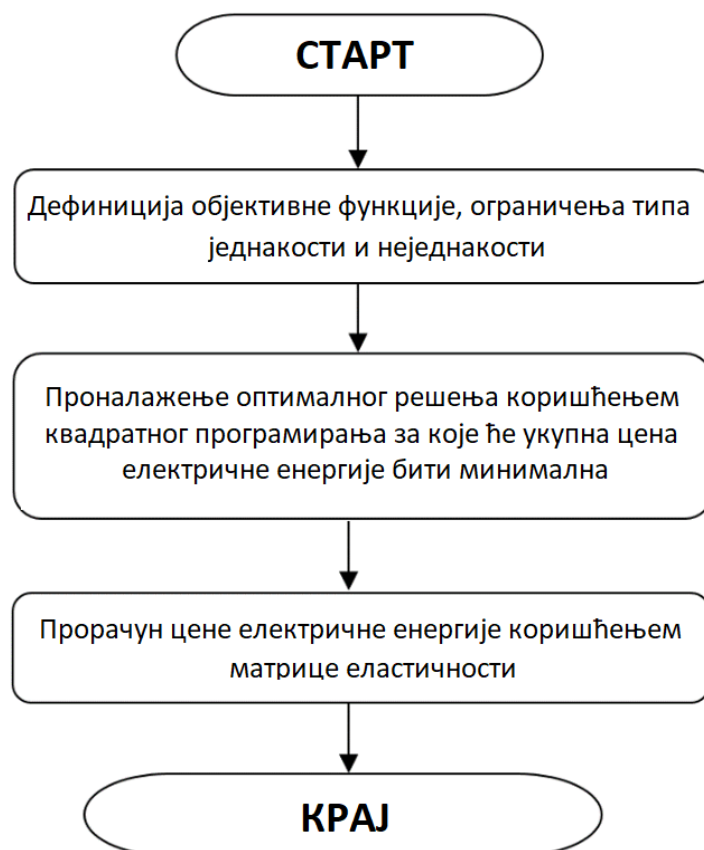 СТАРТ
Дефиниција објективне функције, ограничења типа
једнакости и неједнакости
Проналажење оптималног решења коришћењем
квадратног програмирања за које ће укупна цена
електричне енергије бити минимална
Прорачун цене електричне енергије коришћењем
матрице еластичности
КРАЈ